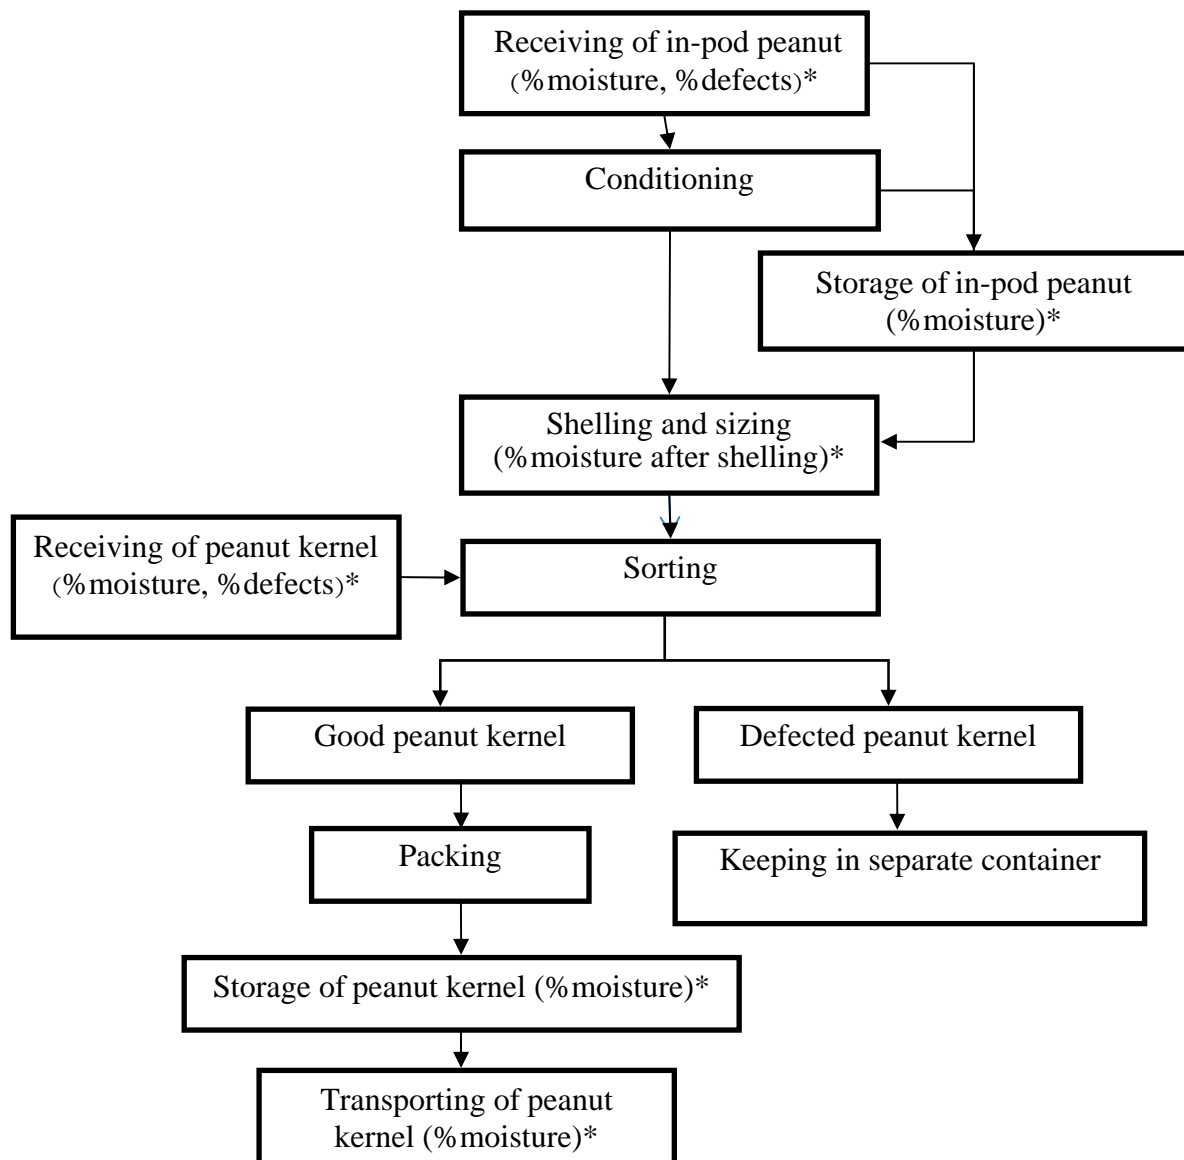 Receiving of in-pod peanut
(%moisture, %defects)*
Conditioning
Storage of in-pod peanut
(%moisture)*
Shelling and sizing
(%moisture after shelling)*
Receiving of peanut kernel
(%moisture, %defects)*
Sorting
Good peanut kernel
Defected peanut kernel
Packing
Keeping in separate container
Storage of peanut kernel (%moisture)*
Transporting of peanut
kernel (%moisture)*